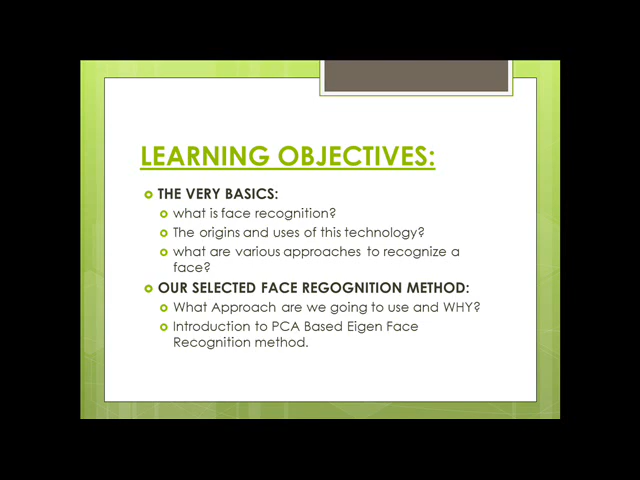 LEARNING OBJECTIVES:
THE VERY BASICS:
what is face recognition?
The origins and uses of this technology?
what are various approaches to recognize a
face?
OUR SELECTED FACE REGOGNITION METHOD:
What Approach are we going to use and WHY?
Introduction to PCA Based Eigen Face
Recognition method.